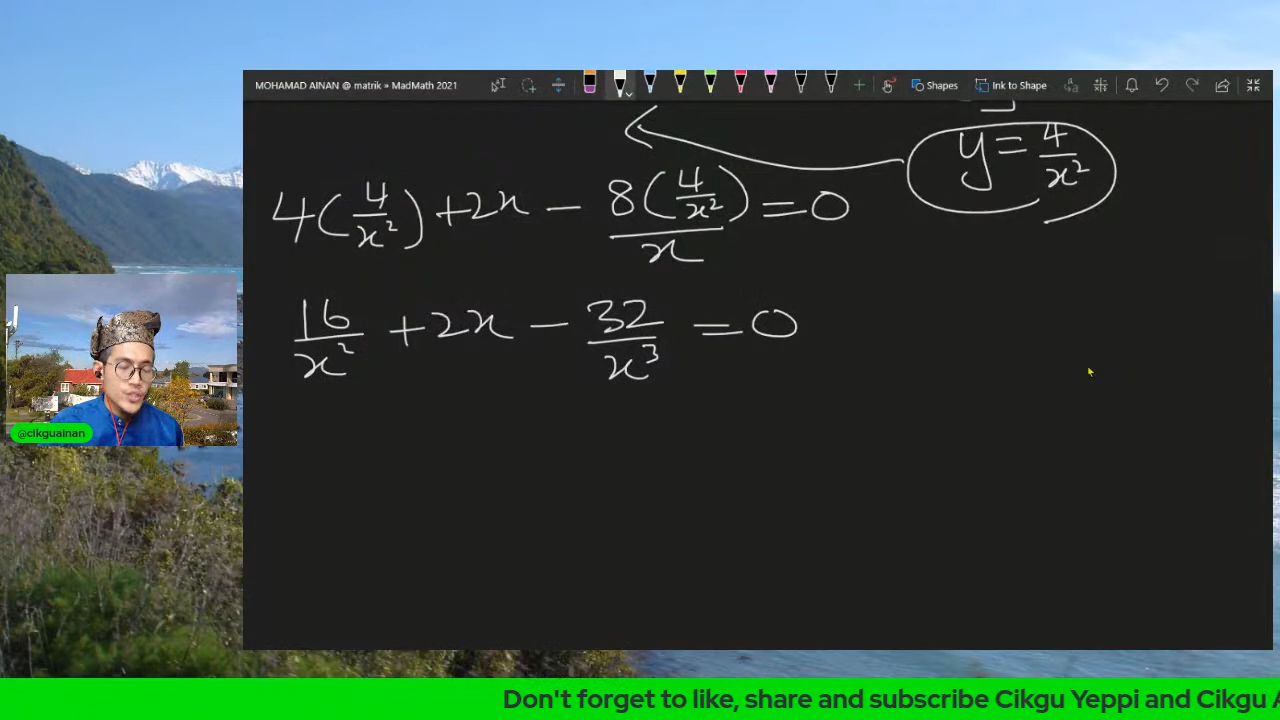 MOHAMAD AINAN @ matrik » MadMath 2021
Shapes
Ink to Shape
y = 4/x²
4(4/x²) + 2x − 8(4/x²)/x = 0
16/x² + 2x − 32/x³ = 0
@cikguainan
Don't forget to like, share and subscribe Cikgu Yeppi and Cikgu A